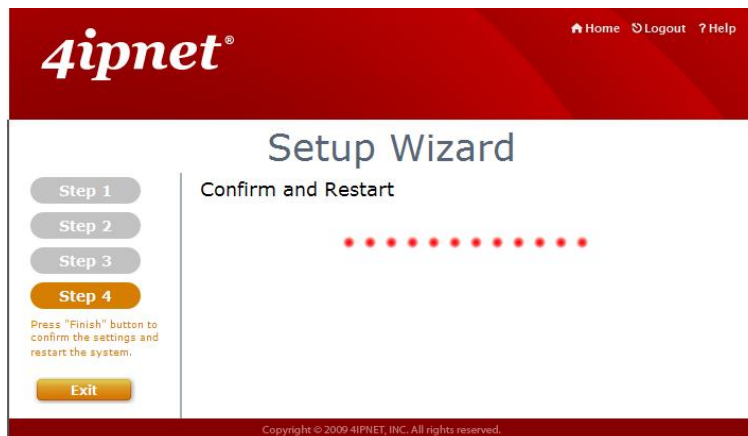 4ipnet®
Home Logout ? Help
Setup Wizard
Step 1
Step 2
Step 3
Step 4
Press "Finish" button to
confirm the settings and
restart the system.
Exit
Confirm and Restart
Copyright © 2009 4IPNET, INC. All rights reserved.